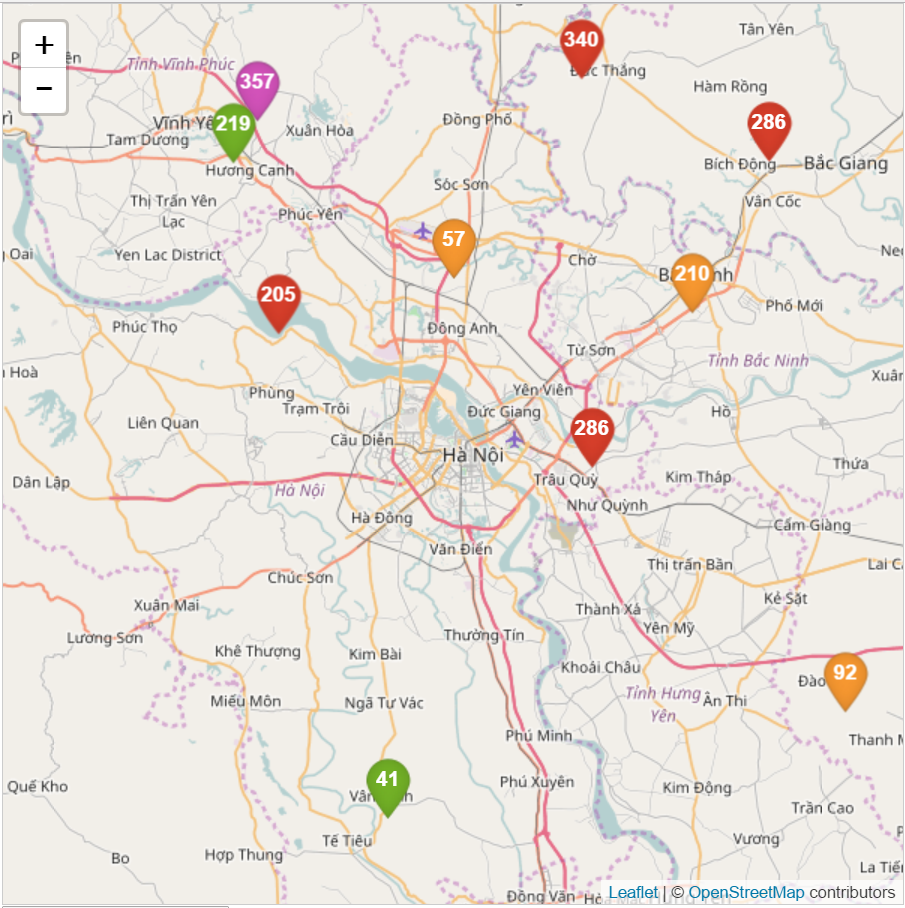 +
−
Tân Yên
340
Đức Thắng
Tỉnh Vĩnh Phúc
357
Hàm Rồng
Vĩnh Yê
219
Xuân Hòa
Đồng Phố
286
Tam Dương
Hương Canh
Bích Động
Bắc Giang
Sóc Sơn
Thị Trấn Yên
Lạc
Phúc Yên
Vân Cốc
57
Oai
Yen Lac District
Chờ
210
205
Phố Mới
Phúc Thọ
Đông Anh
Từ Sơn
Tỉnh Bắc Ninh
Hoà
Xuân
Phùng
Trạm Trôi
Yên Viên
Đức Giang
Hồ
Liên Quan
286
Cầu Diễn
Hà Nội
Thứa
Dân Lập
Hà Nội
Trâu Quỳ
Kim Tháp
Như Quỳnh
Hà Đông
Cẩm Giàng
Văn Điển
Thị trấn Bần
Lai C
Chúc Sơn
Xuân Mai
Thành Xá
Kẻ Sặt
Lương Sơn
Thường Tín
Yên Mỹ
Khê Thượng
Kim Bài
Khoái Châu
92
Đào
Miếu Môn
Ngã Tư Vác
Tỉnh Hưng
Yên
Ân Thi
Phú Minh
Thanh M
41
Quế Kho
Phú Xuyên
Kim Động
Trần Cao
Tế Tiêu
Vương
Bo
Hợp Thung
La Tiế
Đồng Văn
Leaflet | © OpenStreetMap contributors